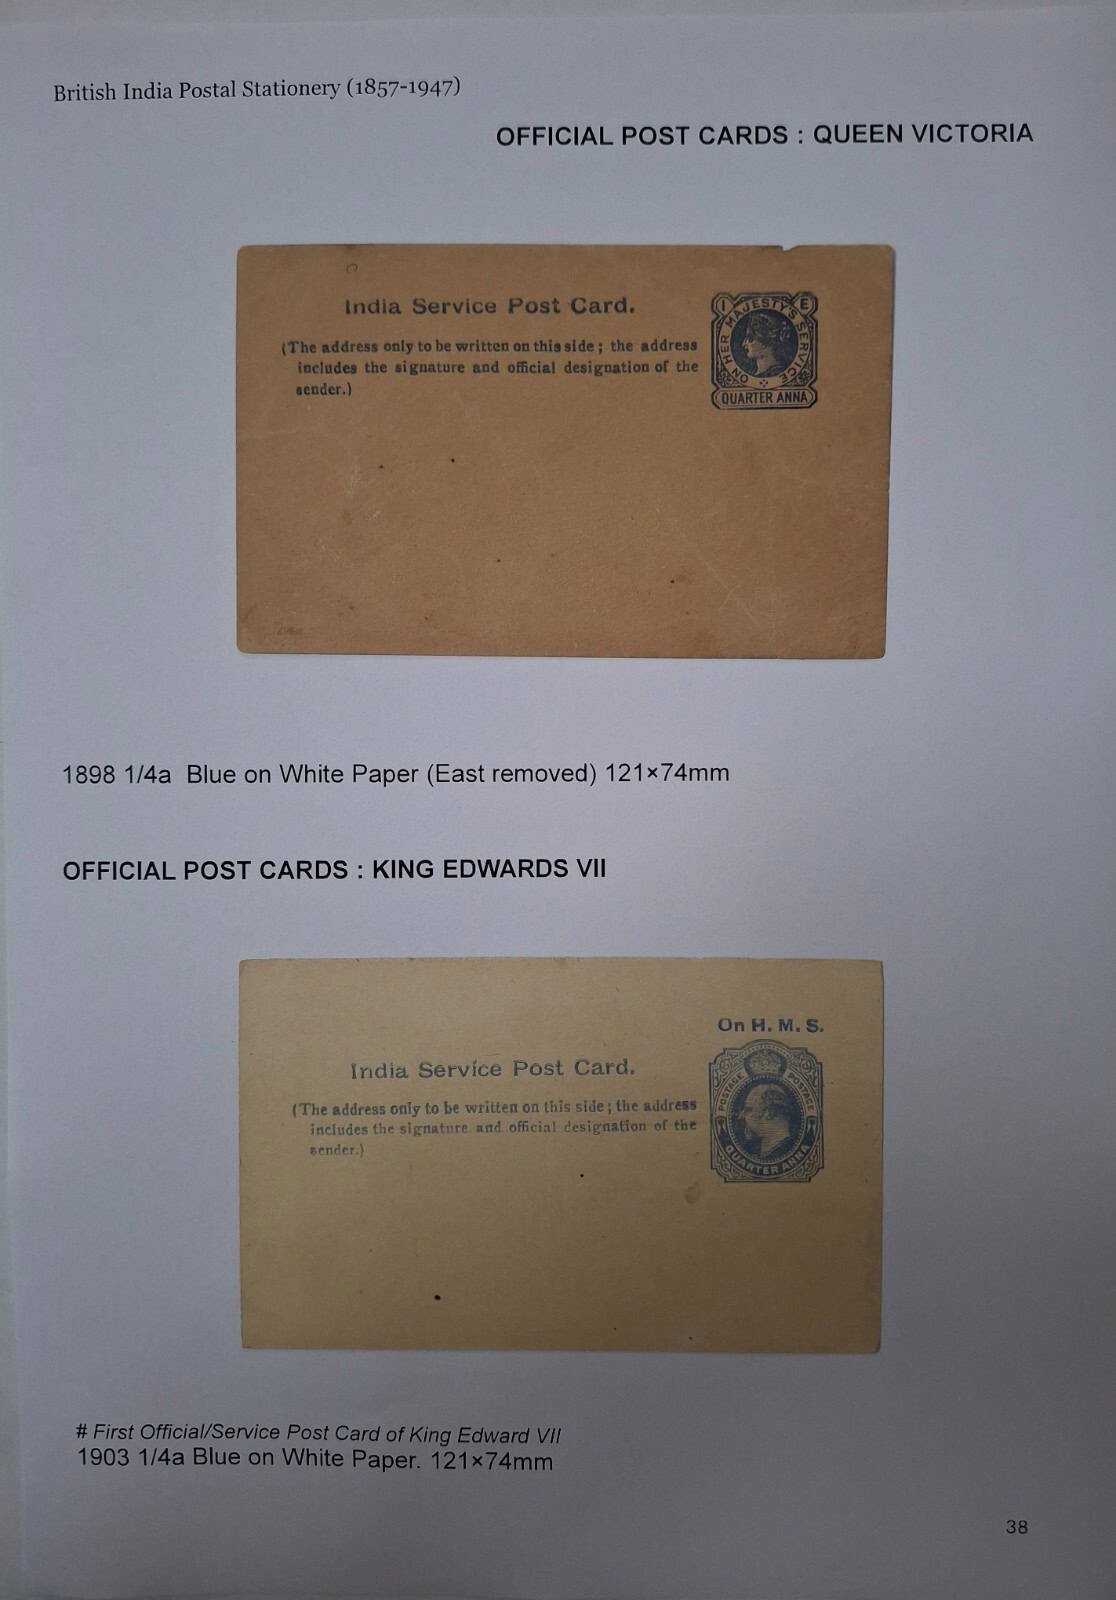 British India Postal Stationery (1857-1947)
OFFICIAL POST CARDS : QUEEN VICTORIA
India Service Post Card.
(The address only to be written on this side ; the address
includes the signature and official designation of the
sender.)
I E
ON HER MAJESTY'S SERVICE
QUARTER ANNA
1898 1/4a Blue on White Paper (East removed) 121×74mm
OFFICIAL POST CARDS : KING EDWARDS VII
On H. M. S.
India Service Post Card.
(The address only to be written on this side ; the address
includes the signature and official designation of the
sender.)
POSTAGE POSTAGE
QUARTER ANNA
# First Official/Service Post Card of King Edward VII
1903 1/4a Blue on White Paper. 121×74mm
38